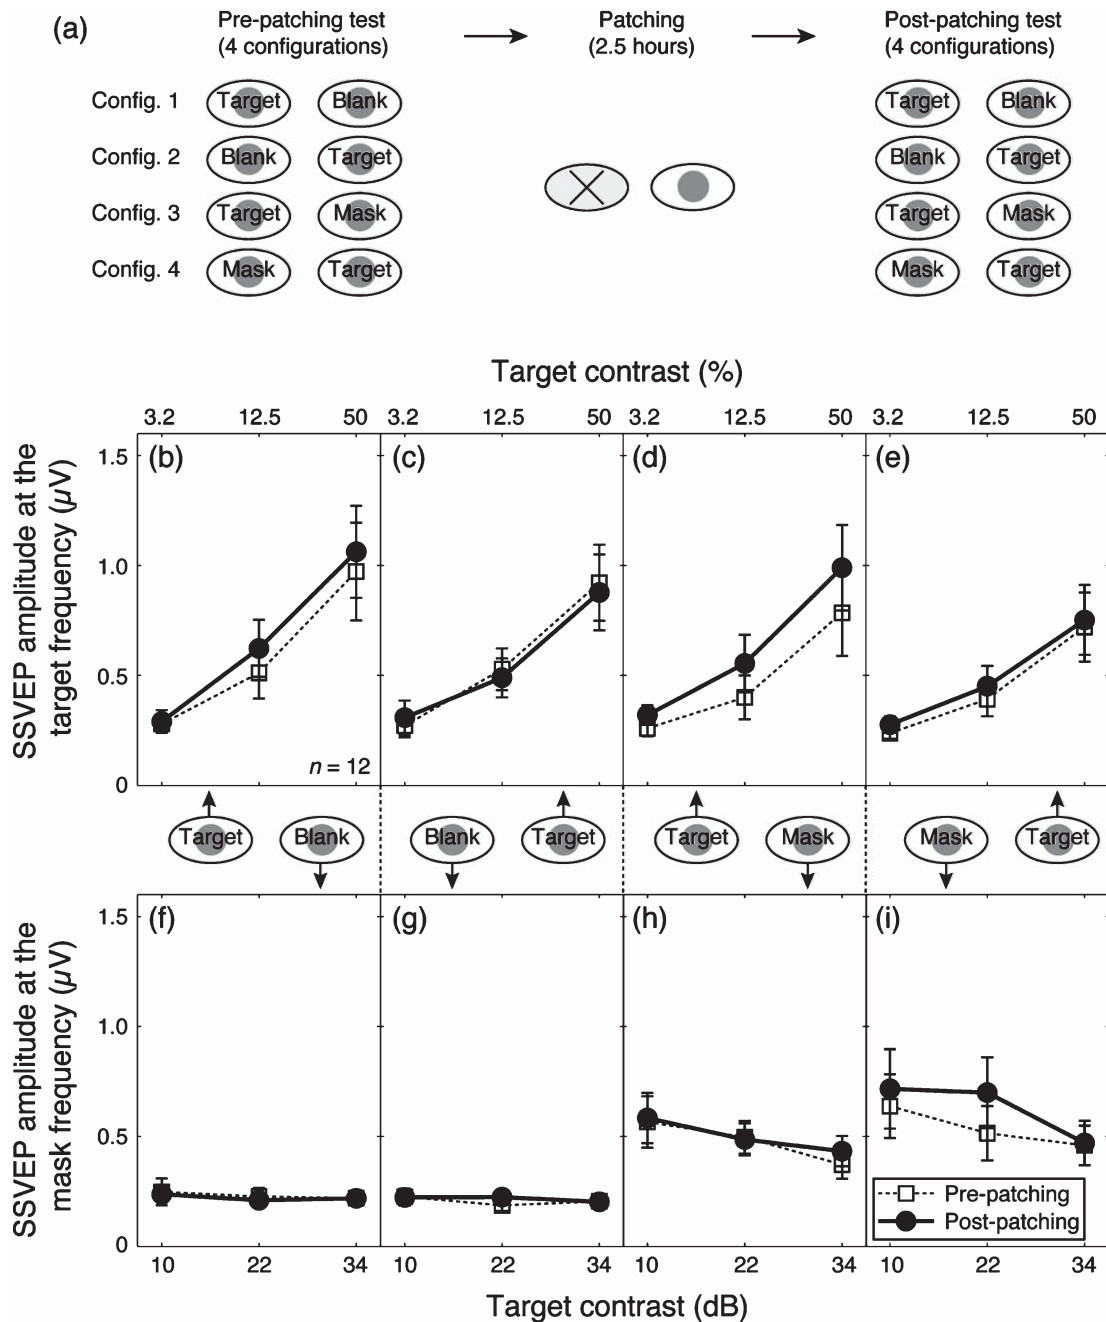 (a)
Pre-patching test
(4 configurations)
Patching
(2.5 hours)
Post-patching test
(4 configurations)
Config. 1 Target Blank Target Blank
Config. 2 Blank Target Blank Target
Config. 3 Target Mask Target Mask
Config. 4 Mask Target Mask Target
Target contrast (%)
3.2 12.5 50 3.2 12.5 50 3.2 12.5 50 3.2 12.5 50
SSVEP amplitude at the
target frequency (µV)
1.5
1.0
0.5
0
(b) (c) (d) (e)
n = 12
Target Blank Blank Target Target Mask Mask Target
SSVEP amplitude at the
mask frequency (µV)
1.5
1.0
0.5
0
(f) (g) (h) (i)
Pre-patching
Post-patching
10 22 34 10 22 34 10 22 34 10 22 34
Target contrast (dB)